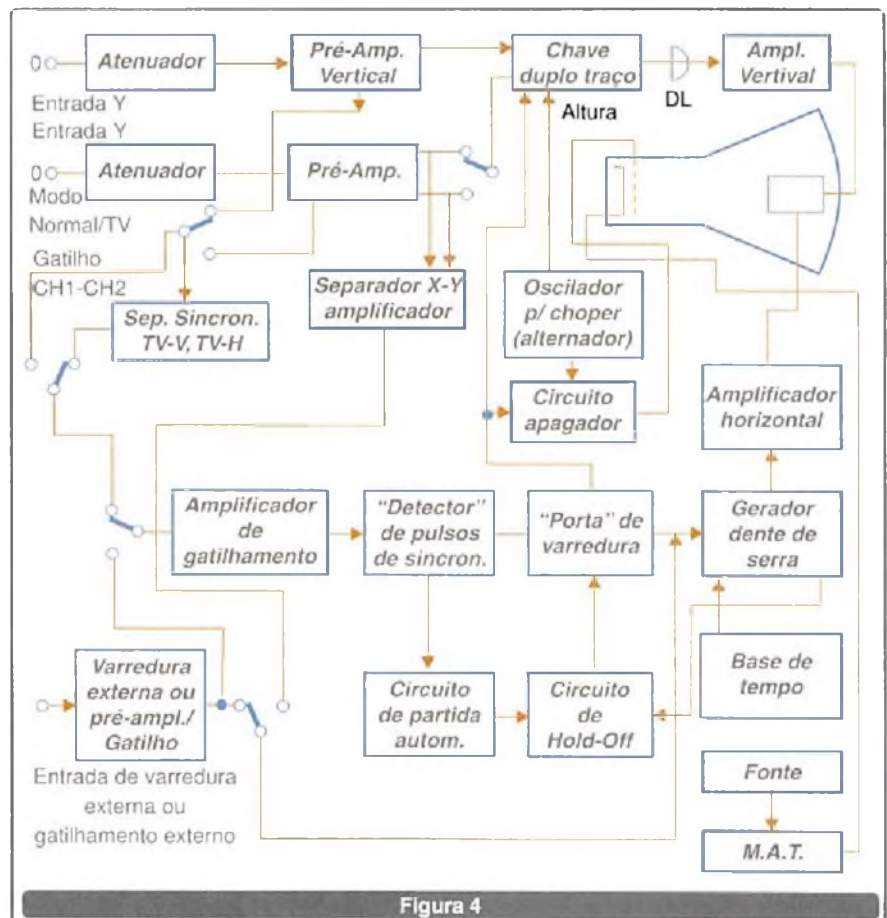 Atenuador
Pré-Amp.
Vertical
Chave
duplo traço
DL
Ampl.
Vertival
Entrada Y
Entrada Y
Altura
Atenuador
Pré-Amp.
Modo
Normal/TV
Gatilho
CH1-CH2
Sep. Sincron.
TV-V, TV-H
Separador X-Y
amplificador
Oscilador
p/ choper
(alternador)
Circuito
apagador
Amplificador
horizontal
Amplificador
de
gatilhamento
"Detector"
de pulsos
de sincron.
"Porta" de
varredura
Gerador
dente de
serra
Varredura
externa ou
pré-ampl./
Gatilho
Circuito
de partida
autom.
Circuito
de
Hold-Off
Base de
tempo
Entrada de varredura
externa ou
gatilhamento externo
Fonte
M.A.T.
Figura 4